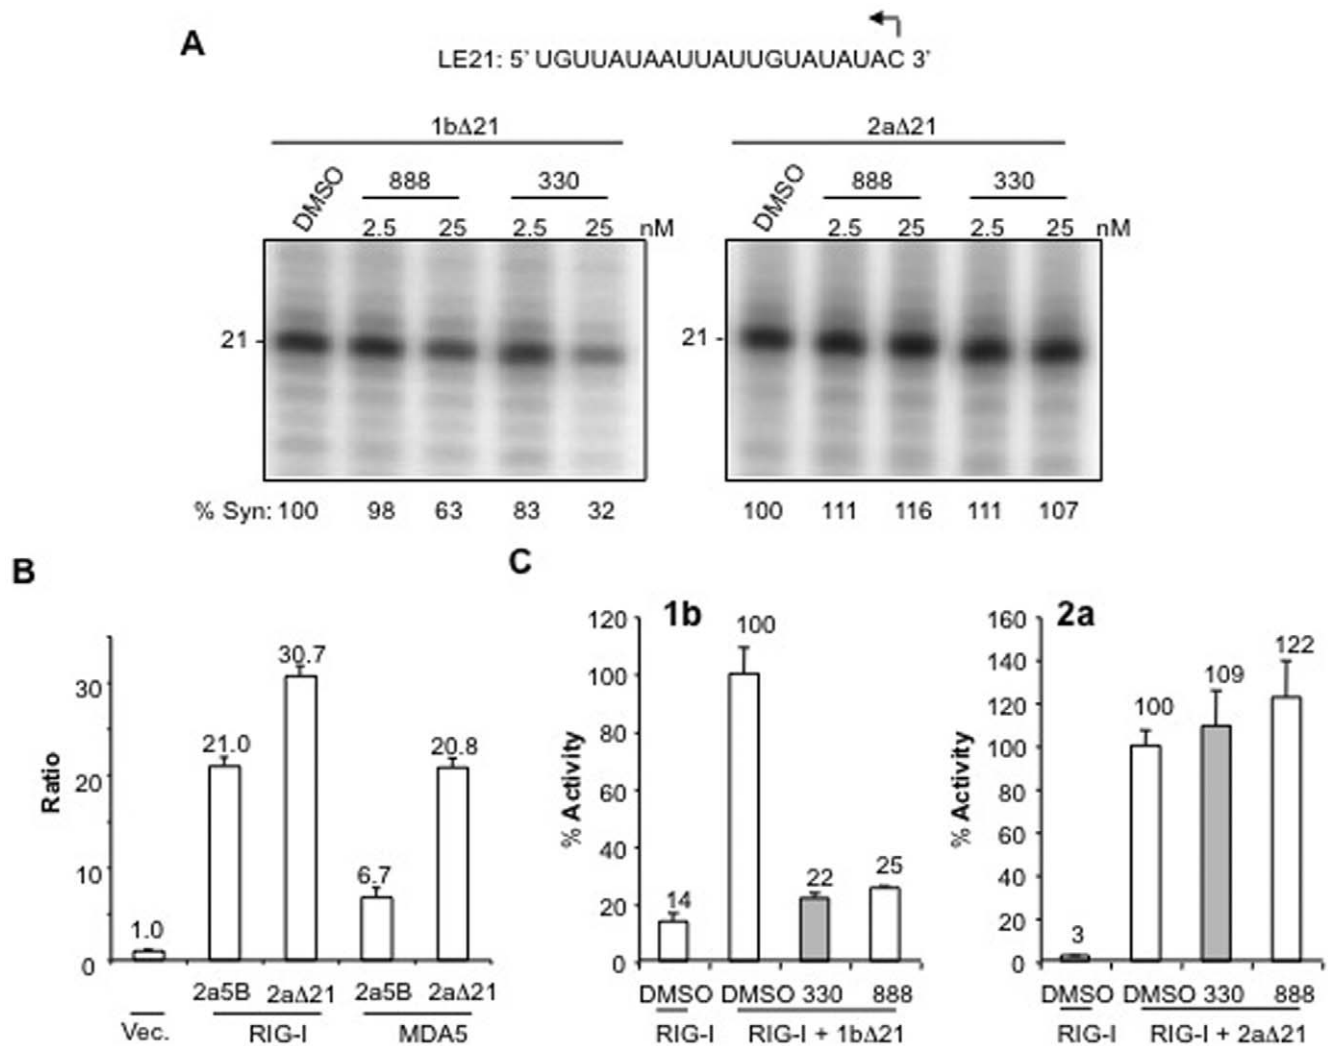 A
LE21: 5' UGUUAUAAUUAUUGUAUAUAC 3'
1bΔ21
DMSO
888
330
2.5 25 2.5 25 nM
21
% Syn: 100 98 63 83 32
2aΔ21
DMSO
888
330
2.5 25 2.5 25 nM
21
100 111 116 111 107
B
Ratio
30
20
10
0
1.0
21.0
30.7
6.7
20.8
2a5B 2aΔ21 2a5B 2aΔ21
Vec. RIG-I MDA5
C
1b
% Activity
120
100
80
60
40
20
0
14
100
22
25
DMSO DMSO 330 888
RIG-I RIG-I + 1bΔ21
2a
% Activity
160
140
120
100
80
60
40
20
0
3
100
109
122
DMSO DMSO 330 888
RIG-I RIG-I + 2aΔ21